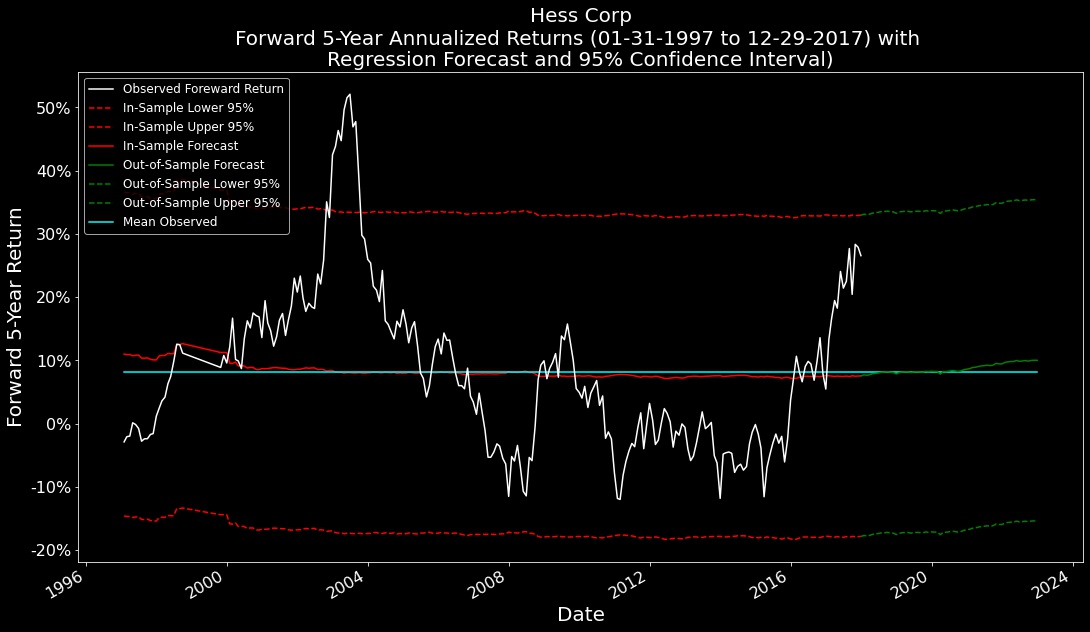 Hess Corp
Forward 5-Year Annualized Returns (01-31-1997 to 12-29-2017) with
Regression Forecast and 95% Confidence Interval)
Observed Foreward Return
In-Sample Lower 95%
In-Sample Upper 95%
In-Sample Forecast
Out-of-Sample Forecast
Out-of-Sample Lower 95%
Out-of-Sample Upper 95%
Mean Observed
Forward 5-Year Return
50%
40%
30%
20%
10%
0%
-10%
-20%
1996
2000
2004
2008
2012
2016
2020
2024
Date